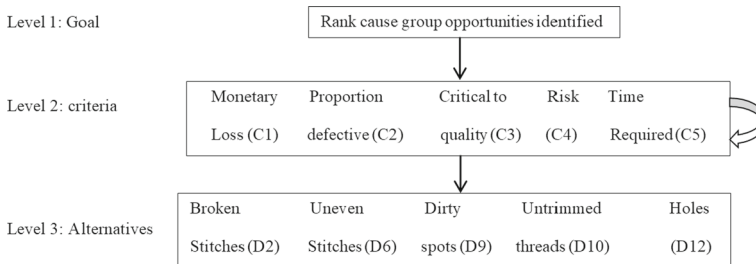 Level 1: Goal
Rank cause group opportunities identified
Level 2: criteria
Monetary Proportion Critical to Risk Time
Loss (C1) defective (C2) quality (C3) (C4) Required (C5)
Level 3: Alternatives
Broken Uneven Dirty Untrimmed Holes
Stitches (D2) Stitches (D6) spots (D9) threads (D10) (D12)